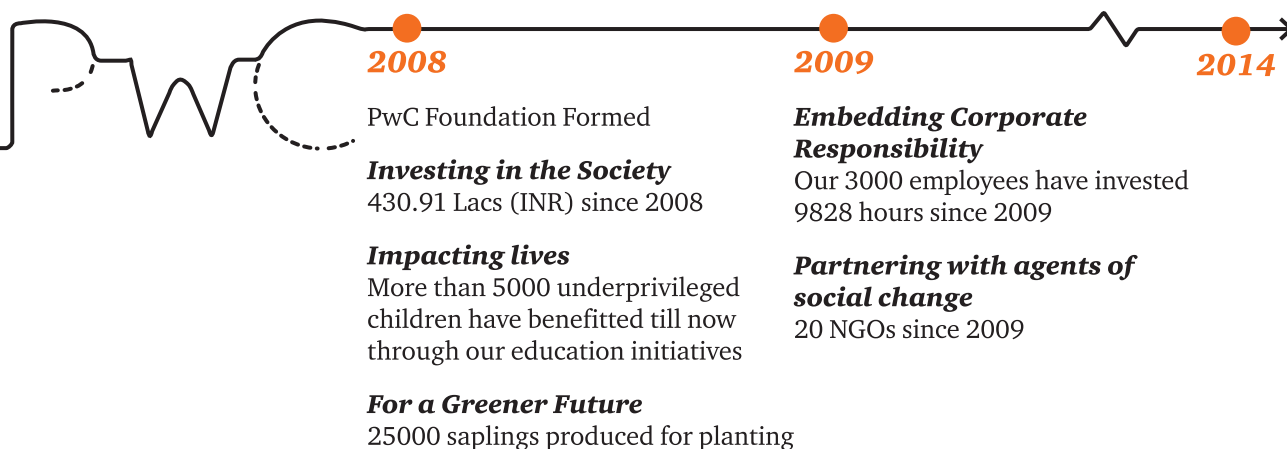 PwC
2008
PwC Foundation Formed
Investing in the Society
430.91 Lacs (INR) since 2008
Impacting lives
More than 5000 underprivileged
children have benefitted till now
through our education initiatives
For a Greener Future
25000 saplings produced for planting
2009
Embedding Corporate
Responsibility
Our 3000 employees have invested
9828 hours since 2009
Partnering with agents of
social change
20 NGOs since 2009
2014